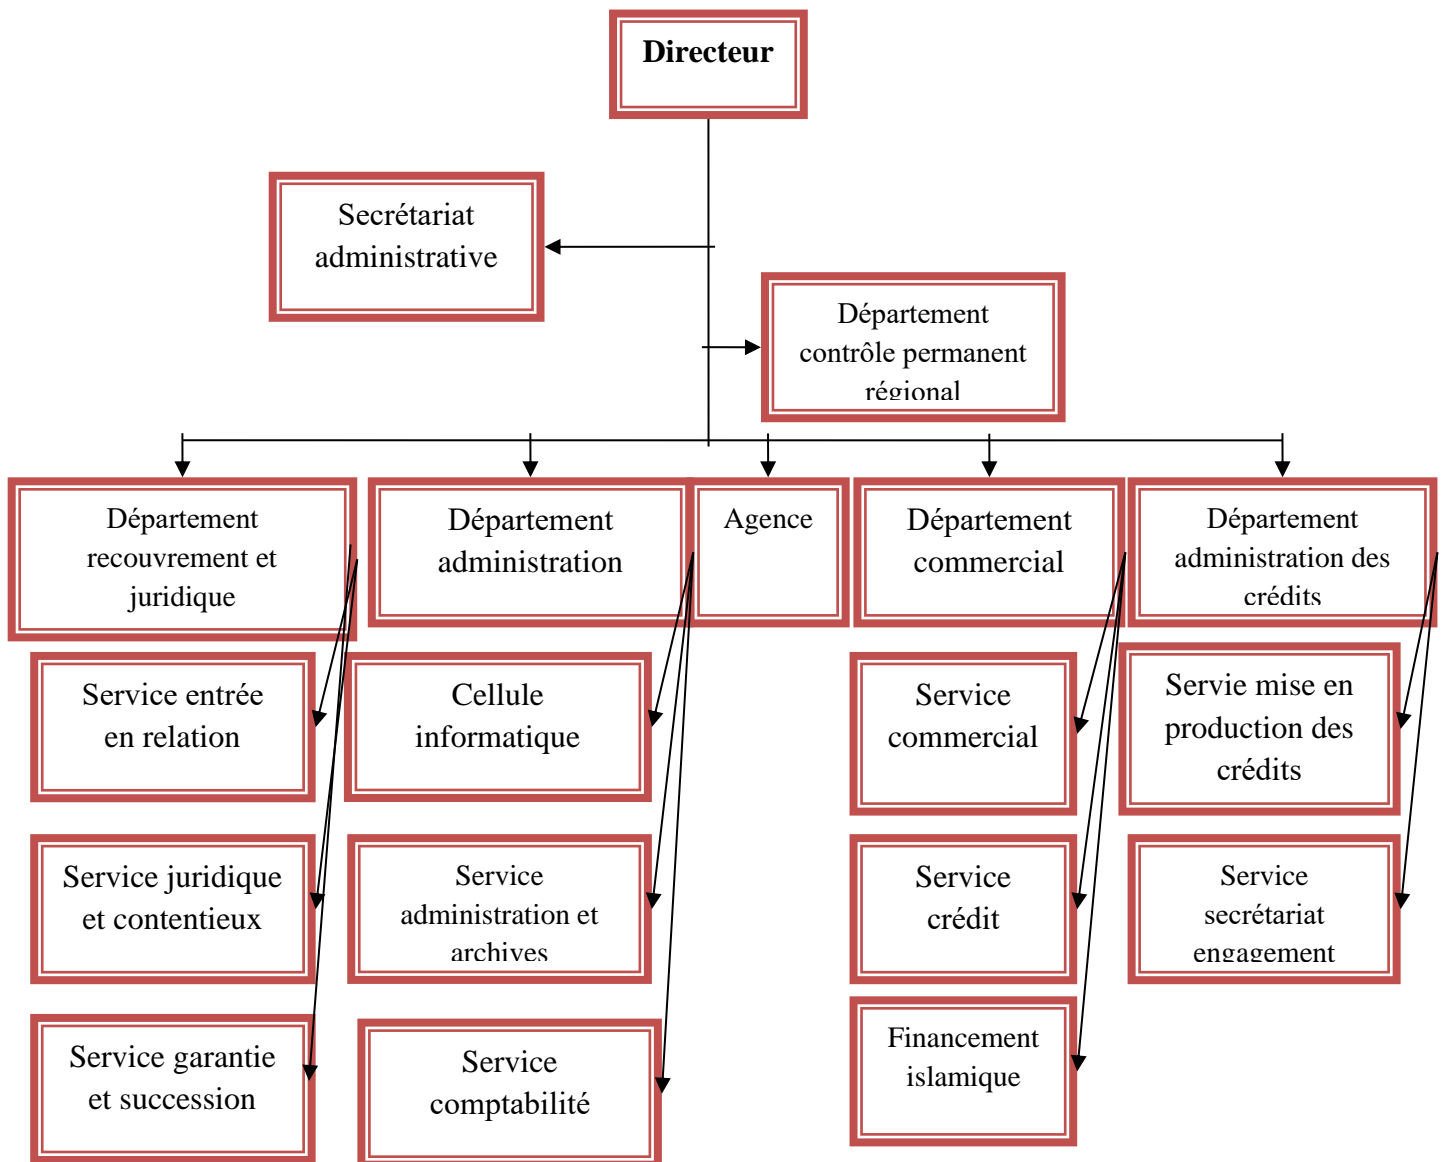 Directeur
Secrétariat
administrative
Département
contrôle permanent
régional
Département
recouvrement et
juridique
Département
administration
Agence
Département
commercial
Département
administration des
crédits
Service entrée
en relation
Cellule
informatique
Service
commercial
Servie mise en
production des
crédits
Service juridique
et contentieux
Service
administration et
archives
Service
crédit
Service
secrétariat
engagement
Service garantie
et succession
Service
comptabilité
Financement
islamique